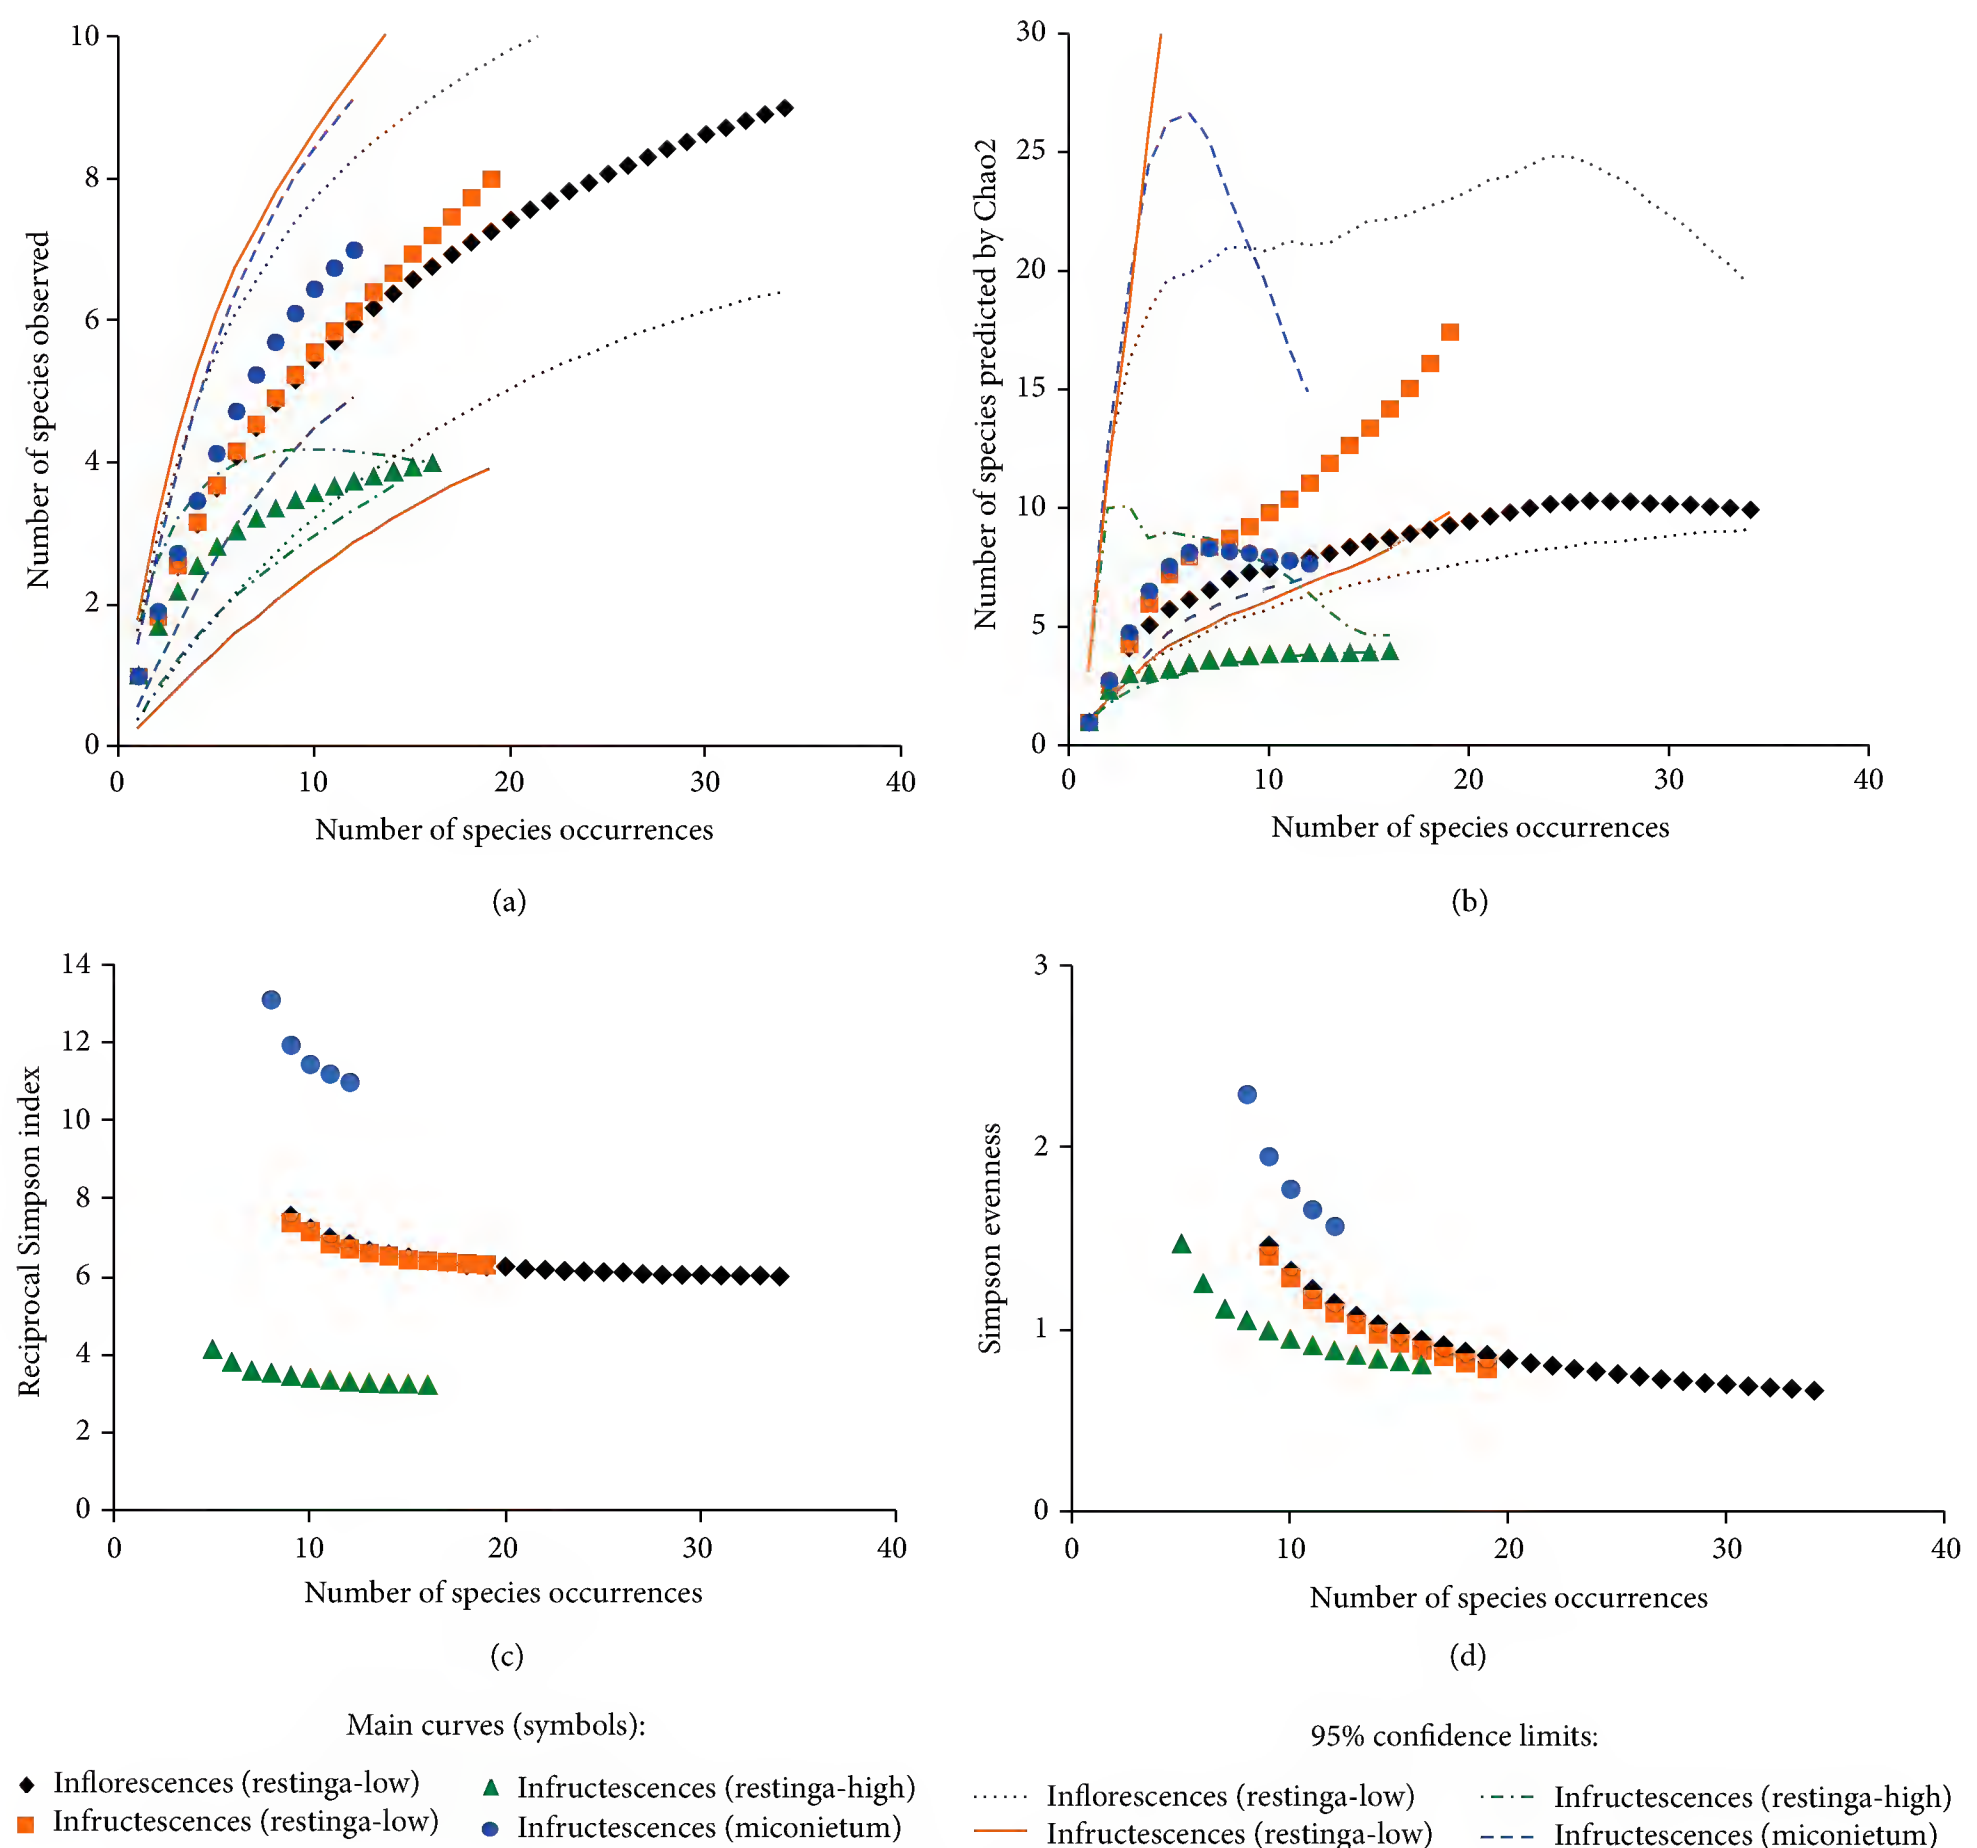 10
8
6
4
2
0
0 10 20 30 40
Number of species observed
Number of species occurrences
(a)
30
25
20
15
10
5
0
0 10 20 30 40
Number of species predicted by Chao2
Number of species occurrences
(b)
14
12
10
8
6
4
2
0
0 10 20 30 40
Reciprocal Simpson index
Number of species occurrences
(c)
3
2
1
0
0 10 20 30 40
Simpson evenness
Number of species occurrences
(d)
Main curves (symbols):
Inflorescences (restinga-low)
Infructescences (restinga-low)
Infructescences (restinga-high)
Infructescences (miconietum)
95% confidence limits:
Inflorescences (restinga-low)
Infructescences (restinga-low)
Infructescences (restinga-high)
Infructescences (miconietum)